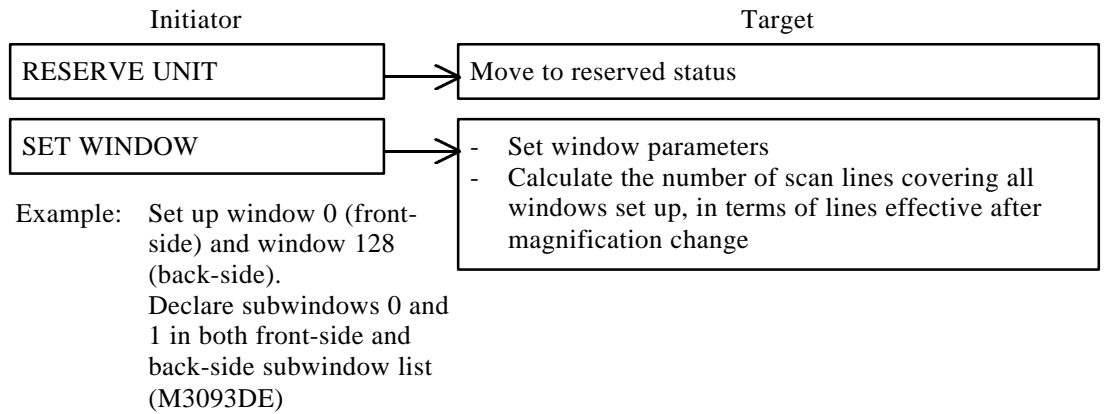 Initiator
Target
RESERVE UNIT
Move to reserved status
SET WINDOW
- Set window parameters
- Calculate the number of scan lines covering all
windows set up, in terms of lines effective after
magnification change
Example: Set up window 0 (front-
side) and window 128
(back-side).
Declare subwindows 0 and
1 in both front-side and
back-side subwindow list
(M3093DE)